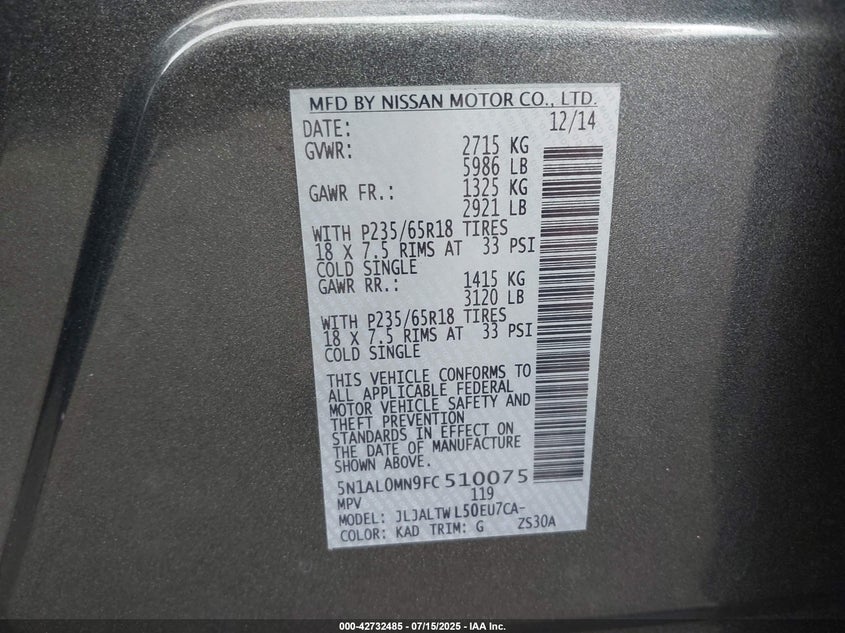 MFD BY NISSAN MOTOR CO., LTD.
DATE: 12/14
GVWR: 2715 KG
5986 LB
GAWR FR.: 1325 KG
2921 LB
WITH P235/65R18 TIRES
18 X 7.5 RIMS AT 33 PSI
COLD SINGLE
GAWR RR.: 1415 KG
3120 LB
WITH P235/65R18 TIRES
18 X 7.5 RIMS AT 33 PSI
COLD SINGLE
THIS VEHICLE CONFORMS TO
ALL APPLICABLE FEDERAL
MOTOR VEHICLE SAFETY AND
THEFT PREVENTION
STANDARDS IN EFFECT ON
THE DATE OF MANUFACTURE
SHOWN ABOVE.
5N1AL0MN9FC510075
MPV 119
MODEL: JLJALTWL50EU7CA-
COLOR: KAD TRIM: G ZS30A
000-42732485 - 07/15/2025 - IAA Inc.